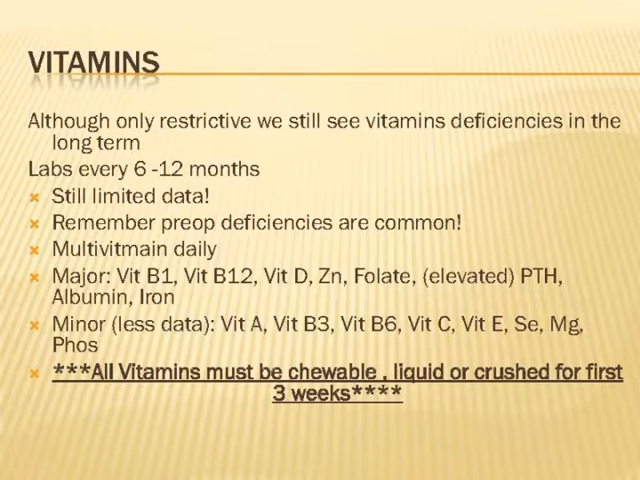 VITAMINS
Although only restrictive we still see vitamins deficiencies in the
long term
Labs every 6 -12 months
Still limited data!
Remember preop deficiencies are common!
Multivitmain daily
Major: Vit B1, Vit B12, Vit D, Zn, Folate, (elevated) PTH,
Albumin, Iron
Minor (less data): Vit A, Vit B3, Vit B6, Vit C, Vit E, Se, Mg,
Phos
***All Vitamins must be chewable , liquid or crushed for first
3 weeks****